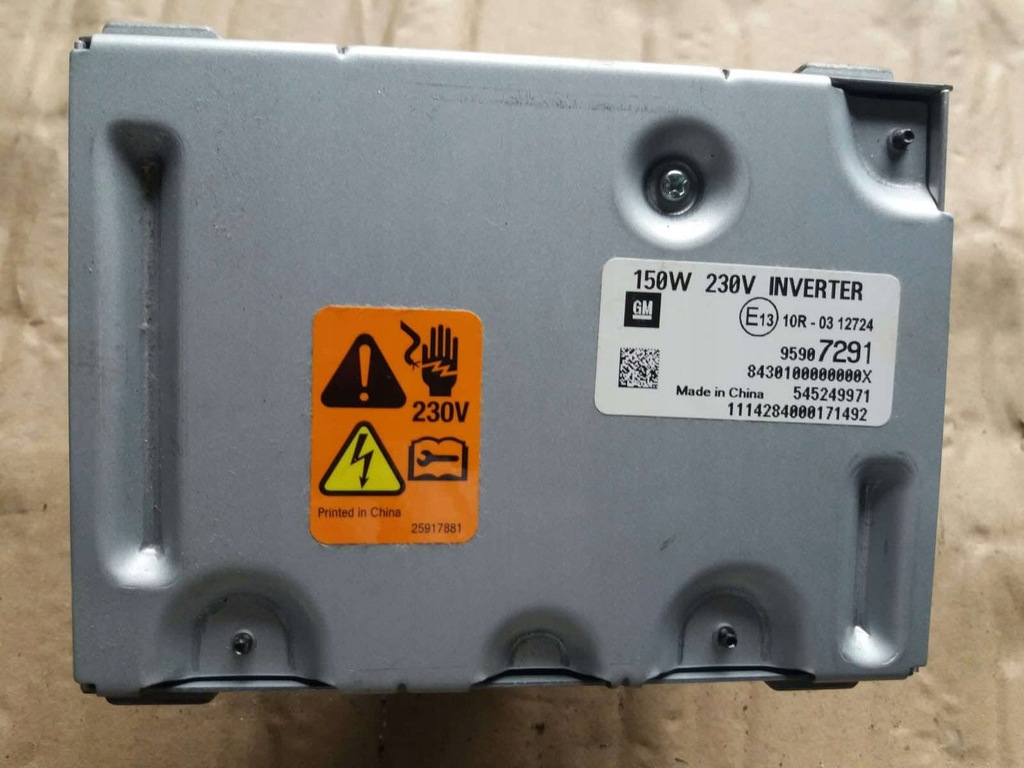 150W 230V INVERTER
GM
E13 10R - 03 12724
95907291
8430100000000X
Made in China 545249971
1114284000171492
230V
Printed in China
25917881